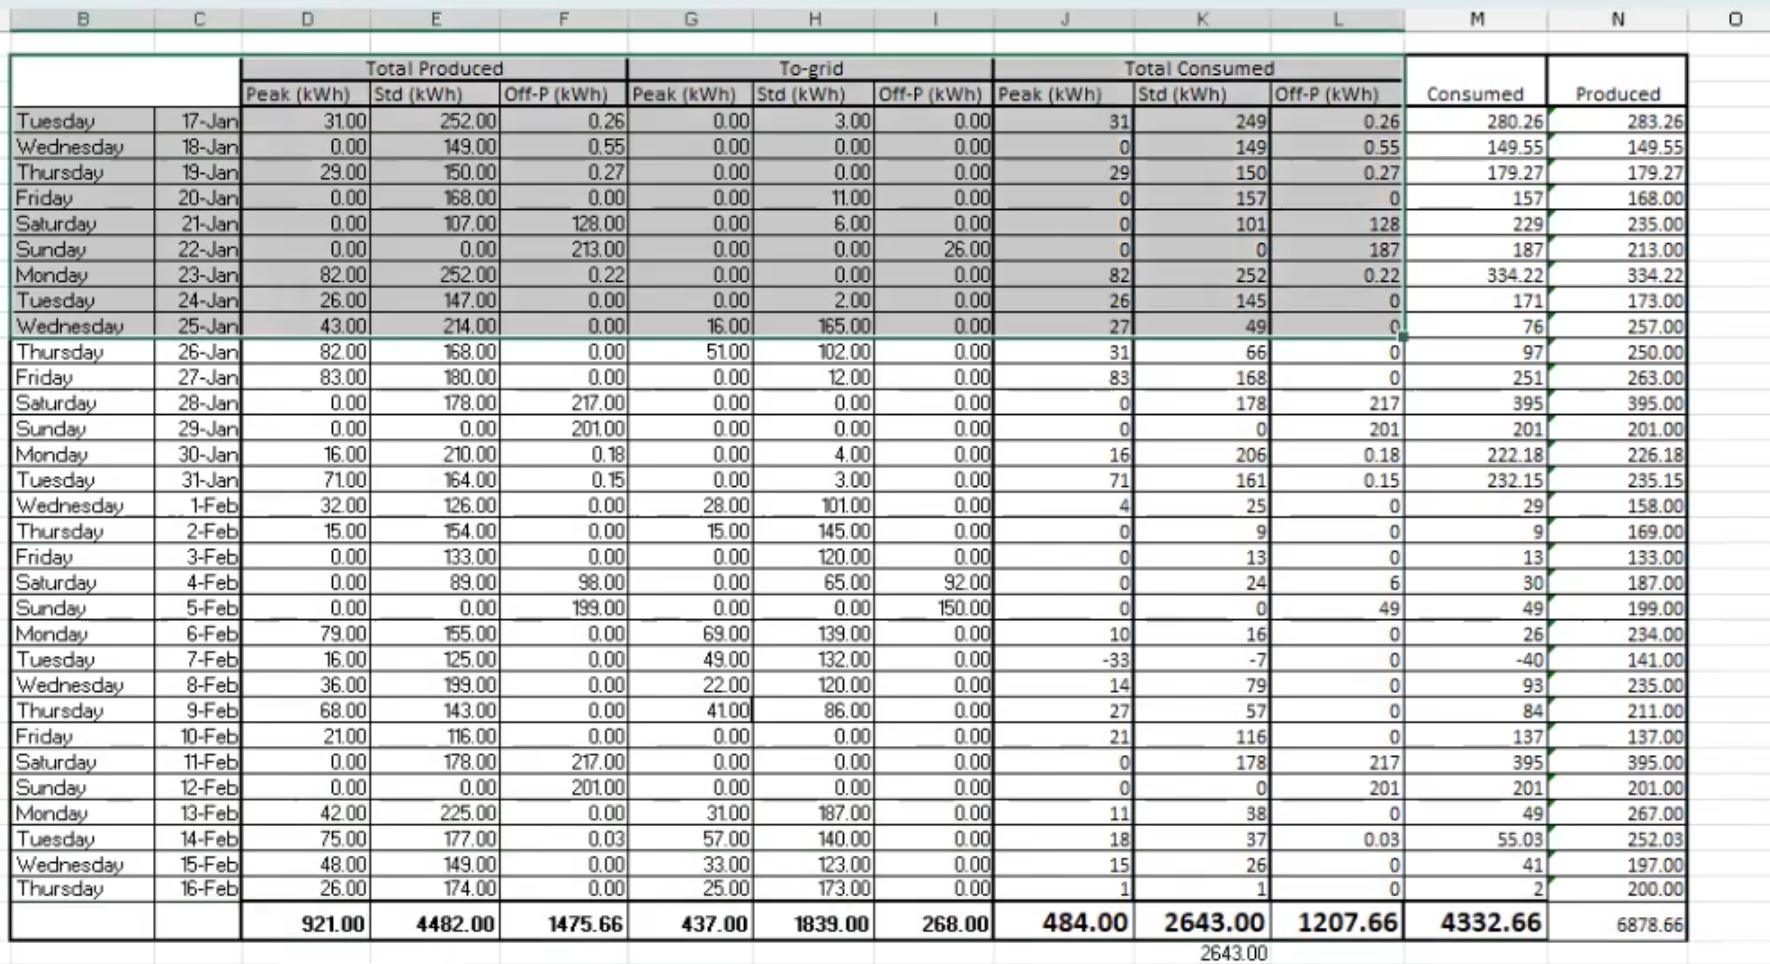 B C D E F G H I J K L M N O
Total Produced To-grid Total Consumed
Peak (kWh) Std (kWh) Off-P (kWh) Peak (kWh) Std (kWh) Off-P (kWh) Peak (kWh) Std (kWh) Off-P (kWh) Consumed Produced
Tuesday 17-Jan 31.00 252.00 0.26 0.00 3.00 0.00 31 249 0.26 280.26 283.26
Wednesday 18-Jan 0.00 149.00 0.55 0.00 0.00 0.00 0 149 0.55 149.55 149.55
Thursday 19-Jan 29.00 150.00 0.27 0.00 0.00 0.00 29 150 0.27 179.27 179.27
Friday 20-Jan 0.00 168.00 0.00 0.00 11.00 0.00 0 157 0 157 168.00
Saturday 21-Jan 0.00 107.00 128.00 0.00 6.00 0.00 0 101 128 229 235.00
Sunday 22-Jan 0.00 0.00 213.00 0.00 0.00 26.00 0 0 187 187 213.00
Monday 23-Jan 82.00 252.00 0.22 0.00 0.00 0.00 82 252 0.22 334.22 334.22
Tuesday 24-Jan 26.00 147.00 0.00 0.00 2.00 0.00 26 145 0 171 173.00
Wednesday 25-Jan 43.00 214.00 0.00 16.00 165.00 0.00 27 49 0 76 257.00
Thursday 26-Jan 82.00 168.00 0.00 51.00 102.00 0.00 31 66 0 97 250.00
Friday 27-Jan 83.00 180.00 0.00 0.00 12.00 0.00 83 168 0 251 263.00
Saturday 28-Jan 0.00 178.00 217.00 0.00 0.00 0.00 0 178 217 395 395.00
Sunday 29-Jan 0.00 0.00 201.00 0.00 0.00 0.00 0 0 201 201 201.00
Monday 30-Jan 16.00 210.00 0.18 0.00 4.00 0.00 16 206 0.18 222.18 226.18
Tuesday 31-Jan 71.00 164.00 0.15 0.00 3.00 0.00 71 161 0.15 232.15 235.15
Wednesday 1-Feb 32.00 126.00 0.00 28.00 101.00 0.00 4 25 0 29 158.00
Thursday 2-Feb 15.00 154.00 0.00 15.00 145.00 0.00 0 9 0 9 169.00
Friday 3-Feb 0.00 133.00 0.00 0.00 120.00 0.00 0 13 0 13 133.00
Saturday 4-Feb 0.00 89.00 98.00 0.00 65.00 92.00 0 24 6 30 187.00
Sunday 5-Feb 0.00 0.00 199.00 0.00 0.00 150.00 0 0 49 49 199.00
Monday 6-Feb 79.00 155.00 0.00 69.00 139.00 0.00 10 16 0 26 234.00
Tuesday 7-Feb 16.00 125.00 0.00 49.00 132.00 0.00 -33 -7 0 -40 141.00
Wednesday 8-Feb 36.00 199.00 0.00 22.00 120.00 0.00 14 79 0 93 235.00
Thursday 9-Feb 68.00 143.00 0.00 41.00 86.00 0.00 27 57 0 84 211.00
Friday 10-Feb 21.00 116.00 0.00 0.00 0.00 0.00 21 116 0 137 137.00
Saturday 11-Feb 0.00 178.00 217.00 0.00 0.00 0.00 0 178 217 395 395.00
Sunday 12-Feb 0.00 0.00 201.00 0.00 0.00 0.00 0 0 201 201 201.00
Monday 13-Feb 42.00 225.00 0.00 31.00 187.00 0.00 11 38 0 49 267.00
Tuesday 14-Feb 75.00 177.00 0.03 57.00 140.00 0.00 18 37 0.03 55.03 252.03
Wednesday 15-Feb 48.00 149.00 0.00 33.00 123.00 0.00 15 26 0 41 197.00
Thursday 16-Feb 26.00 174.00 0.00 25.00 173.00 0.00 1 1 0 2 200.00
921.00 4482.00 1475.66 437.00 1839.00 268.00 484.00 2643.00 1207.66 4332.66 6878.66
2643.00